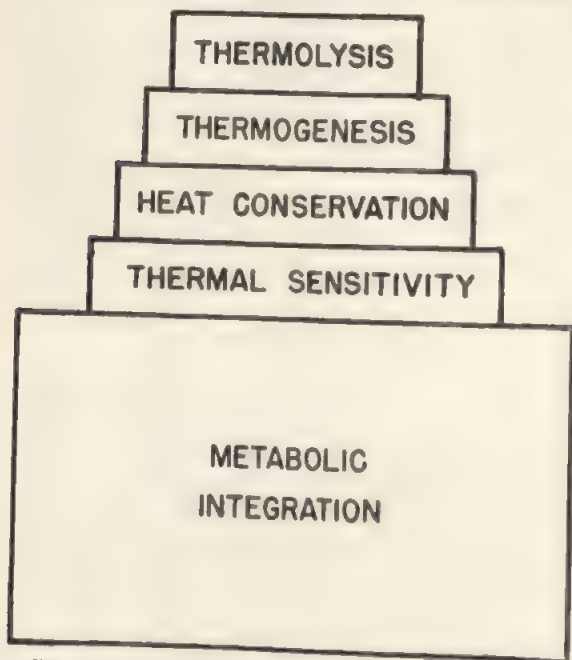 THERMOLYSIS
THERMOGENESIS
HEAT CONSERVATION
THERMAL SENSITIVITY
METABOLIC
INTEGRATION